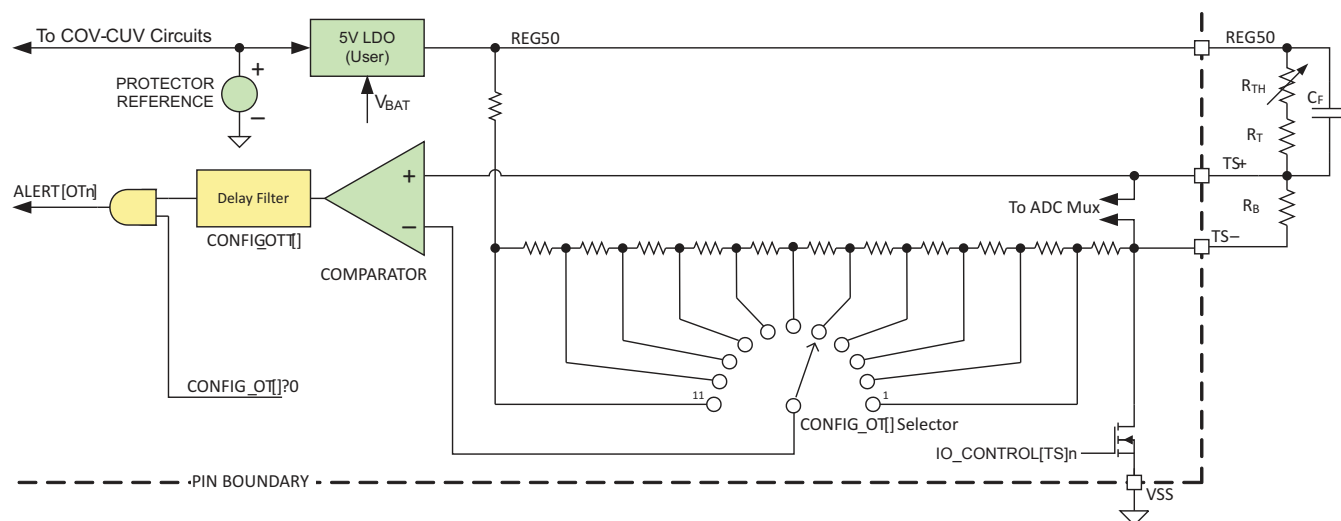 To COV-CUV Circuits
5V LDO
(User)
REG50
REG50
PROTECTOR
REFERENCE
+
−
VBAT
RTH
CF
RT
TS+
ALERT[OTn]
Delay Filter
CONFIG_OTT[]
+
−
COMPARATOR
To ADC Mux
RB
TS−
CONFIG_OT[]?0
11
1
CONFIG_OT[] Selector
IO_CONTROL[TS]n
PIN BOUNDARY
VSS